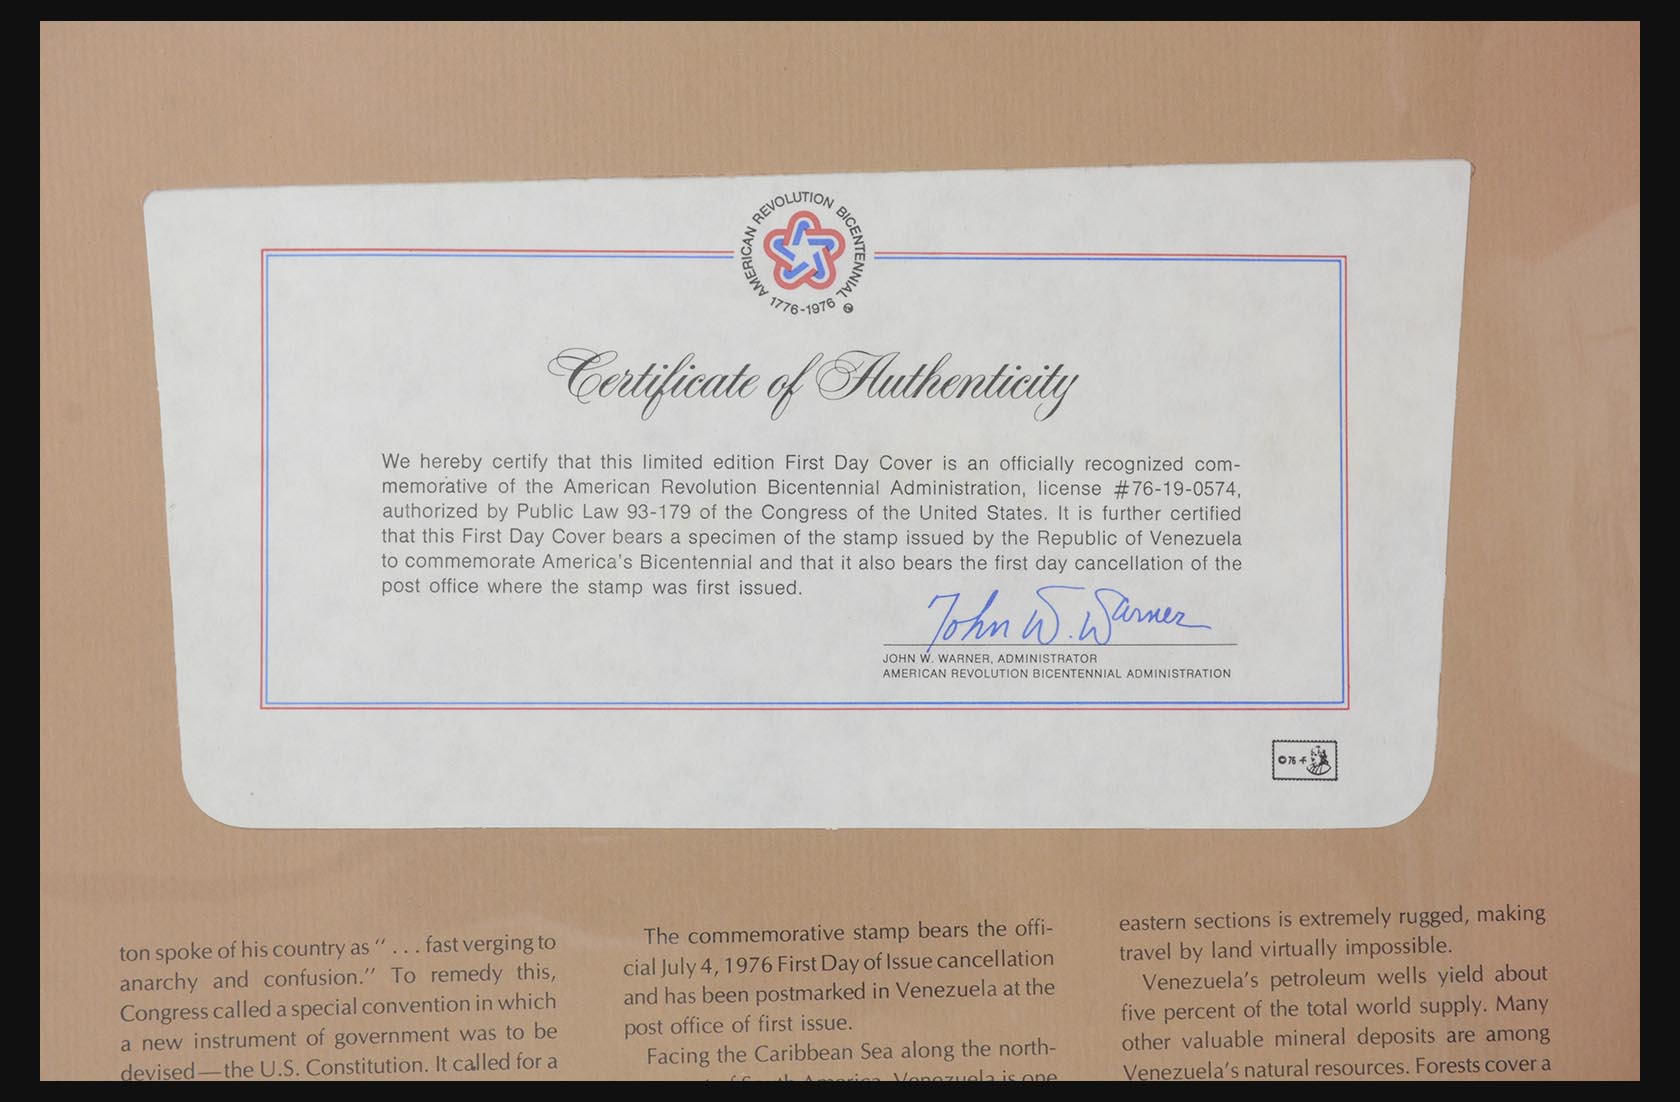 AMERICAN REVOLUTION BICENTENNIAL
1776-1976
Certificate of Authenticity
We hereby certify that this limited edition First Day Cover is an officially recognized com-
memorative of the American Revolution Bicentennial Administration, license #76-19-0574,
authorized by Public Law 93-179 of the Congress of the United States. It is further certified
that this First Day Cover bears a specimen of the stamp issued by the Republic of Venezuela
to commemorate America's Bicentennial and that it also bears the first day cancellation of the
post office where the stamp was first issued.
John W. Warner
JOHN W. WARNER, ADMINISTRATOR
AMERICAN REVOLUTION BICENTENNIAL ADMINISTRATION
©76
ton spoke of his country as “ . . . fast verging to
anarchy and confusion.” To remedy this,
Congress called a special convention in which
a new instrument of government was to be
devised—the U.S. Constitution. It called for a
The commemorative stamp bears the offi-
cial July 4, 1976 First Day of Issue cancellation
and has been postmarked in Venezuela at the
post office of first issue.
Facing the Caribbean Sea along the north-
Venezuela is one
eastern sections is extremely rugged, making
travel by land virtually impossible.
Venezuela's petroleum wells yield about
five percent of the total world supply. Many
other valuable mineral deposits are among
Venezuela's natural resources. Forests cover a